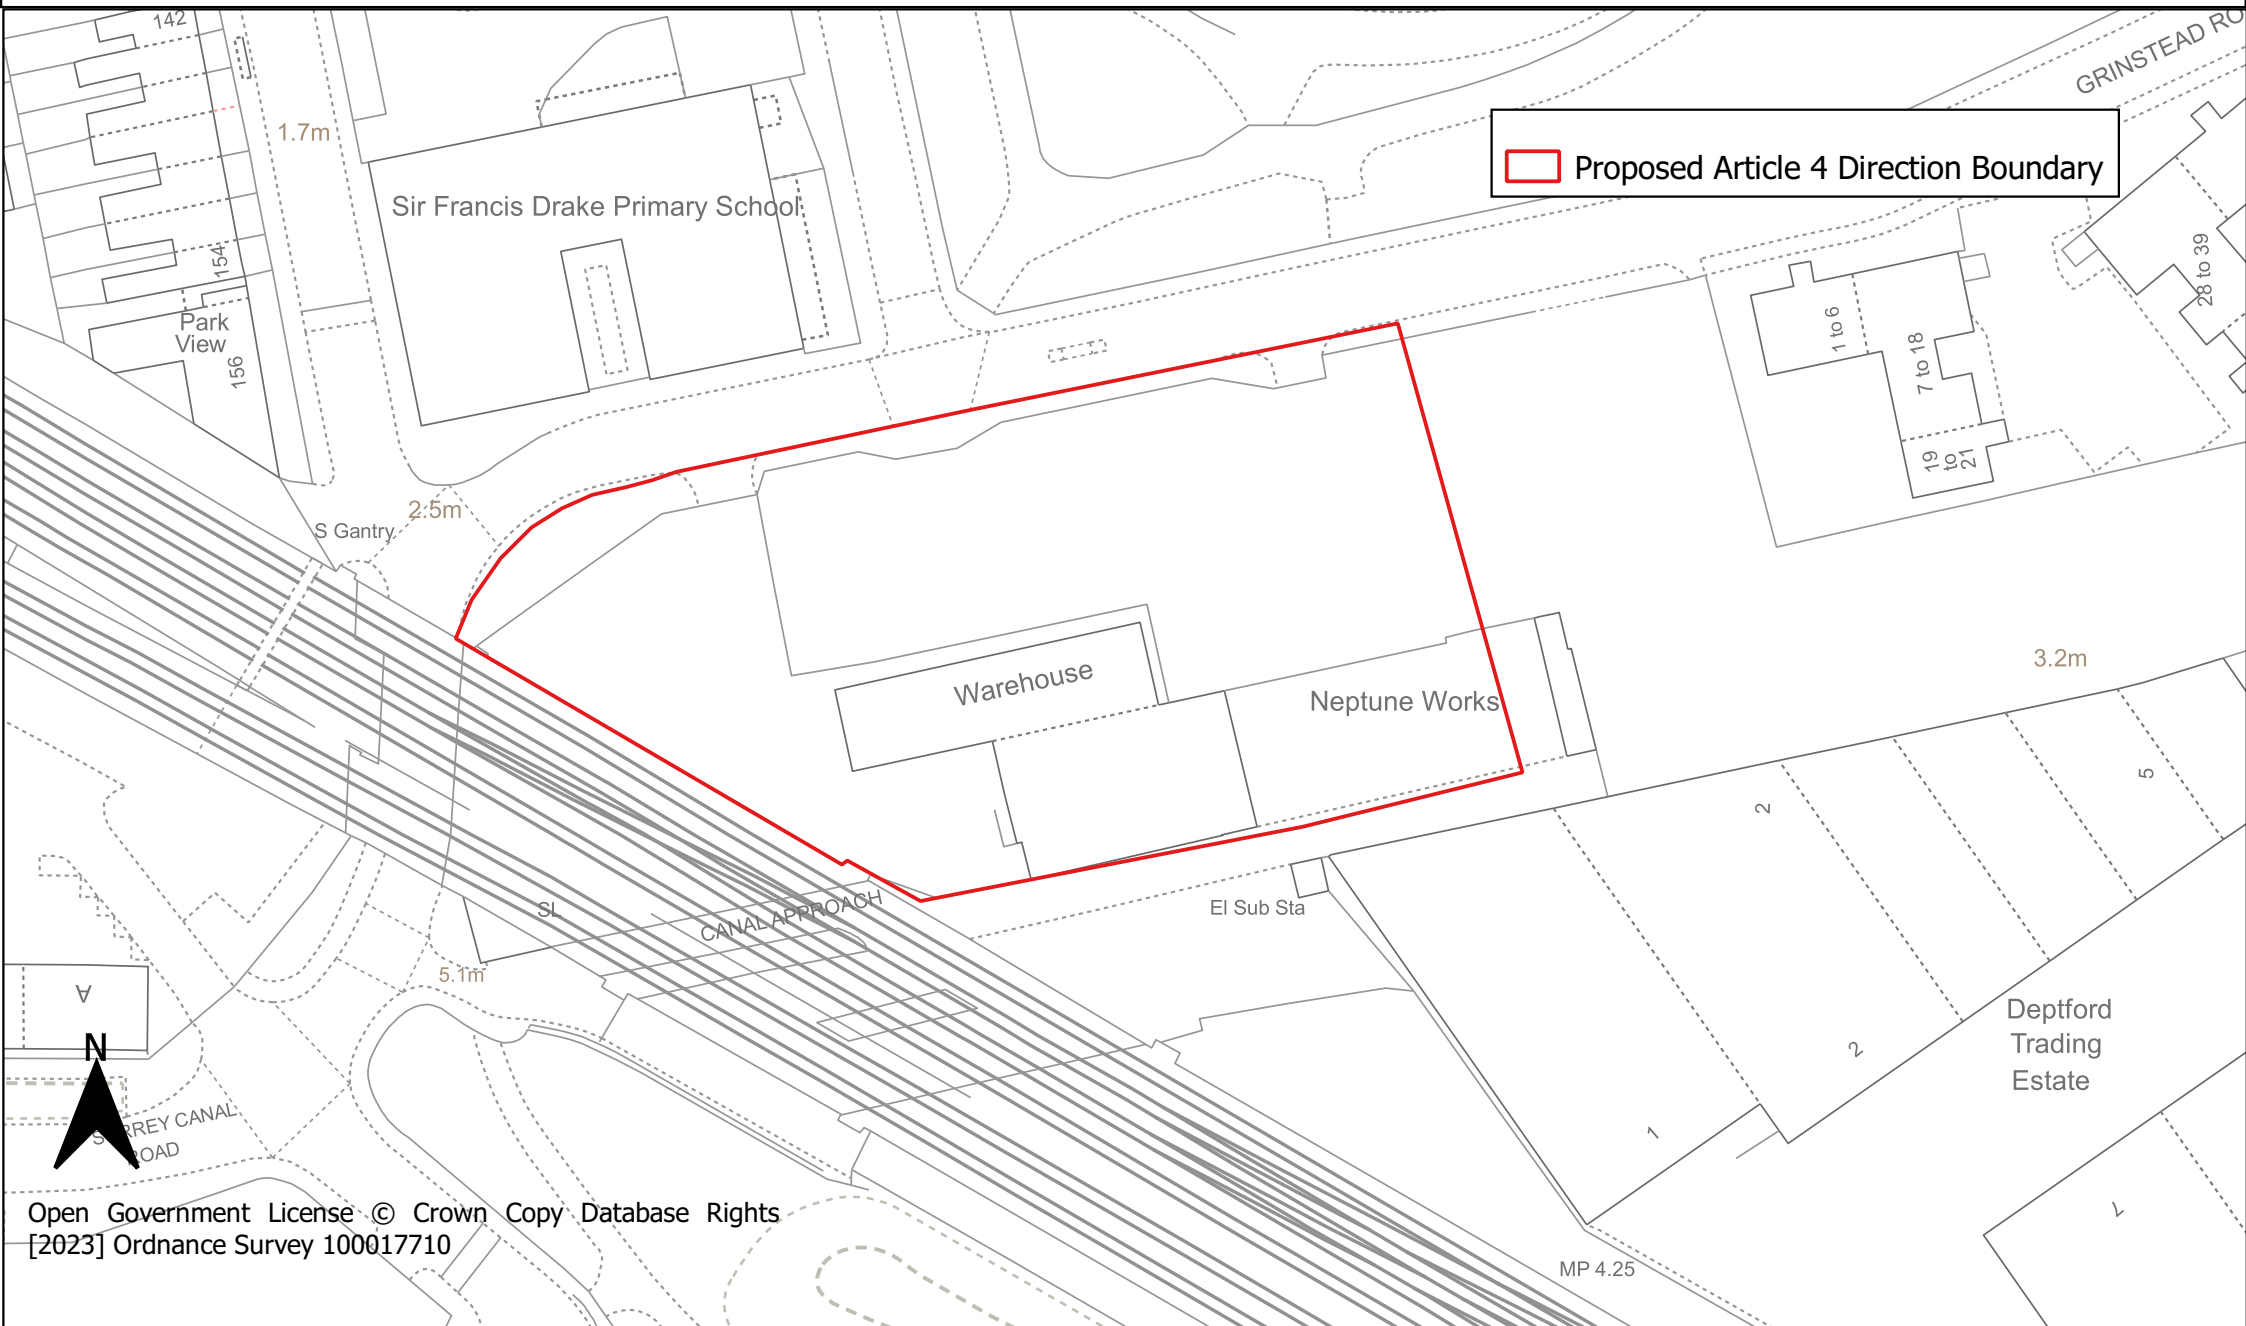 142
GRINSTEAD RO
1.7m
Proposed Article 4 Direction Boundary
Sir Francis Drake Primary School
154
28 to 39
Park
View
156
1 to 6
7 to 18
19
to
21
2.5m
S Gantry
3.2m
Warehouse
Neptune Works
5
2
El Sub Sta
SL
CANAL APPROACH
5.1m
A
Deptford
Trading
Estate
2
N
SURREY CANAL
ROAD
1
7
Open Government License © Crown Copy Database Rights
[2023] Ordnance Survey 100017710
MP 4.25